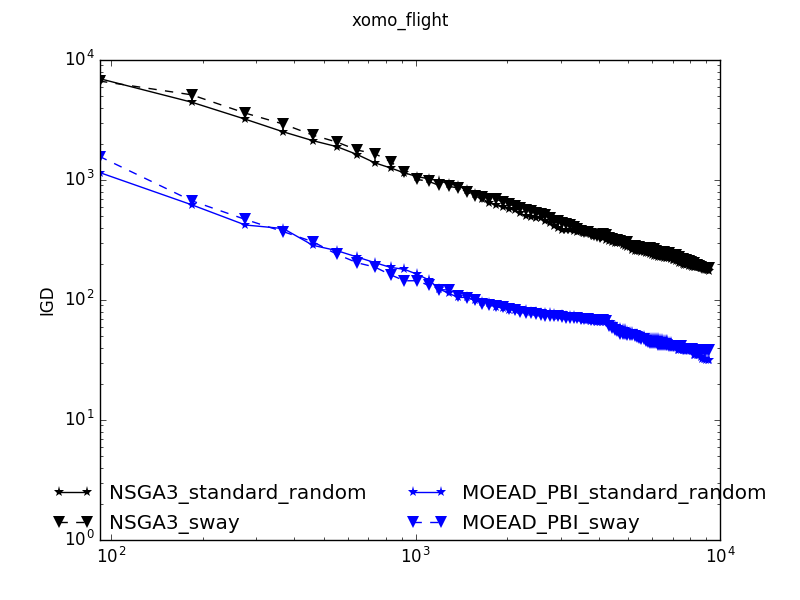 xomo_flight
10^4
10^3
10^2
10^1
10^0
IGD
NSGA3_standard_random
NSGA3_sway
MOEAD_PBI_standard_random
MOEAD_PBI_sway
10^2
10^3
10^4